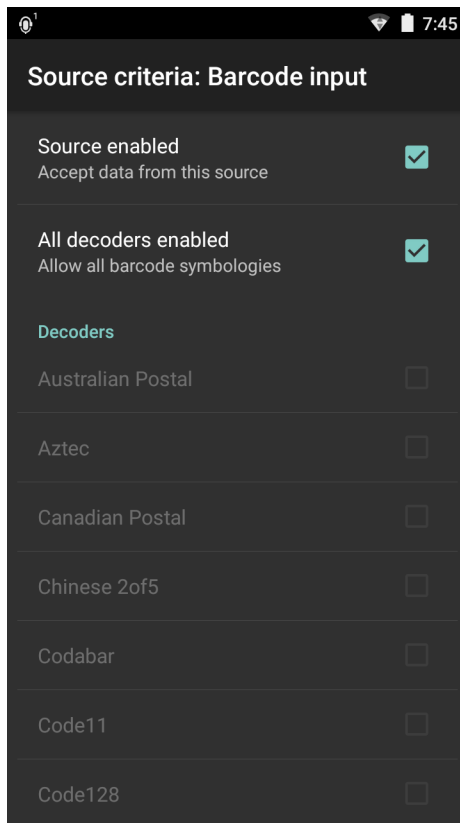 1
7:45
Source criteria: Barcode input
Source enabled
Accept data from this source
All decoders enabled
Allow all barcode symbologies
Decoders
Australian Postal
Aztec
Canadian Postal
Chinese 2of5
Codabar
Code11
Code128